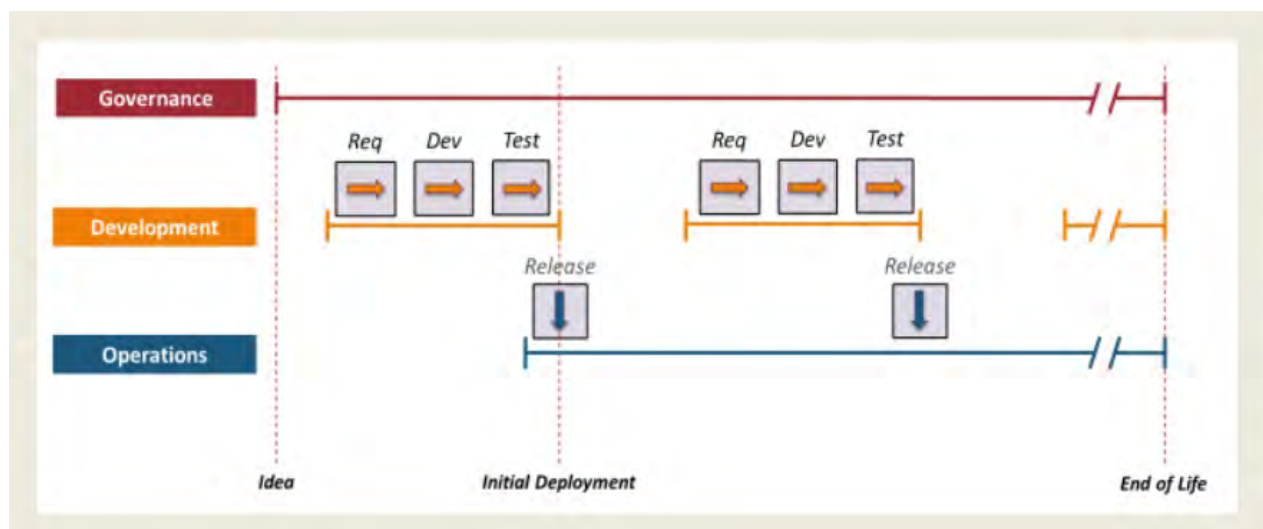 Governance
Req Dev Test Req Dev Test
Development
Release Release
Operations
Idea Initial Deployment End of Life